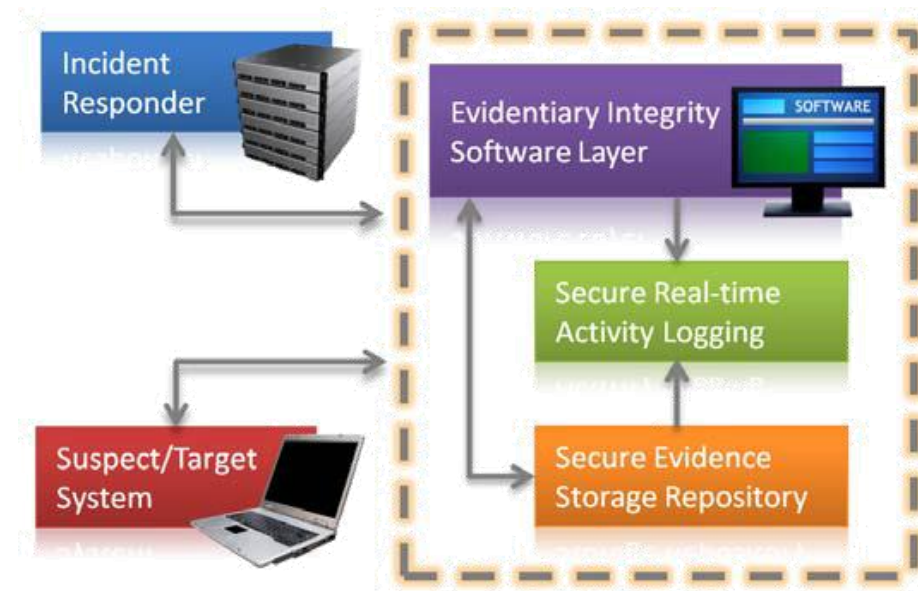 Incident
Responder
Evidentiary Integrity
Software Layer
SOFTWARE
Secure Real-time
Activity Logging
Suspect/Target
System
Secure Evidence
Storage Repository